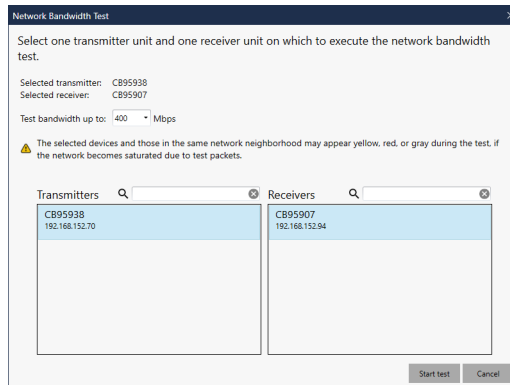 Network Bandwidth Test
Select one transmitter unit and one receiver unit on which to execute the network bandwidth
test.
Selected transmitter: CB95938
Selected receiver: CB95907
Test bandwidth up to: 400 Mbps
The selected devices and those in the same network neighborhood may appear yellow, red, or gray during the test, if
the network becomes saturated due to test packets.
Transmitters
CB95938
192.168.152.70
Receivers
CB95907
192.168.152.94
Start test Cancel